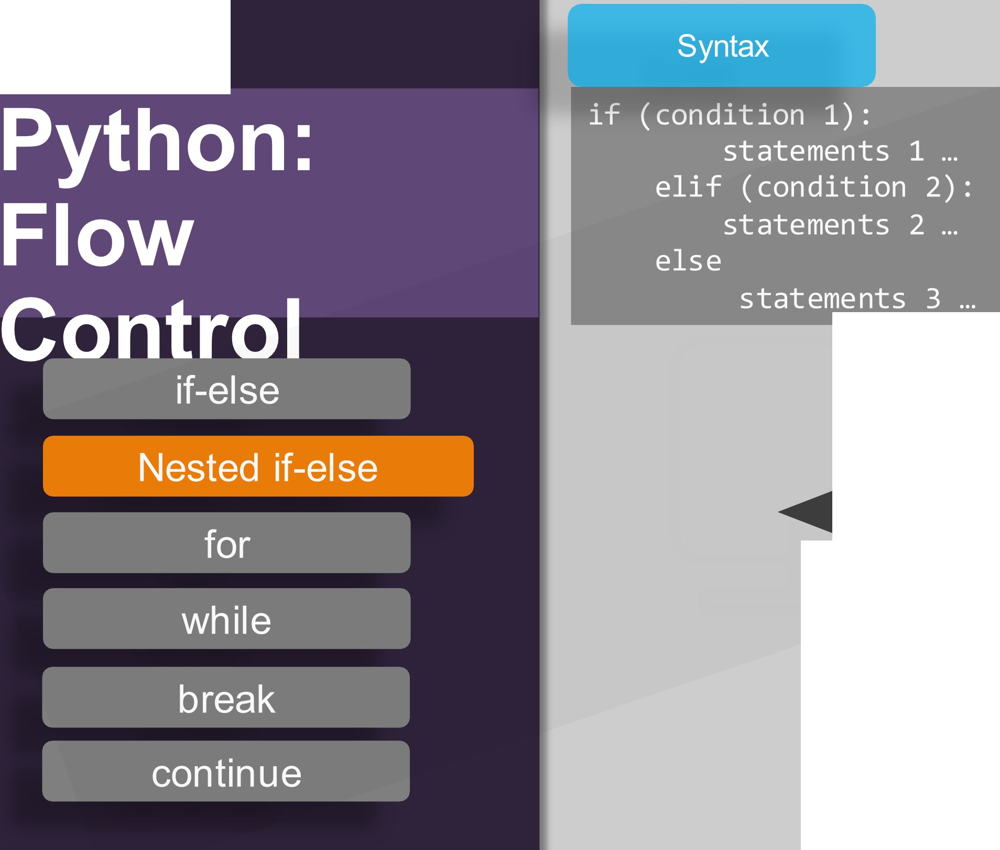 Python:
Flow
Control
if-else
Nested if-else
for
while
break
continue
Syntax
if (condition 1):
statements 1 …
elif (condition 2):
statements 2 …
else
statements 3 …